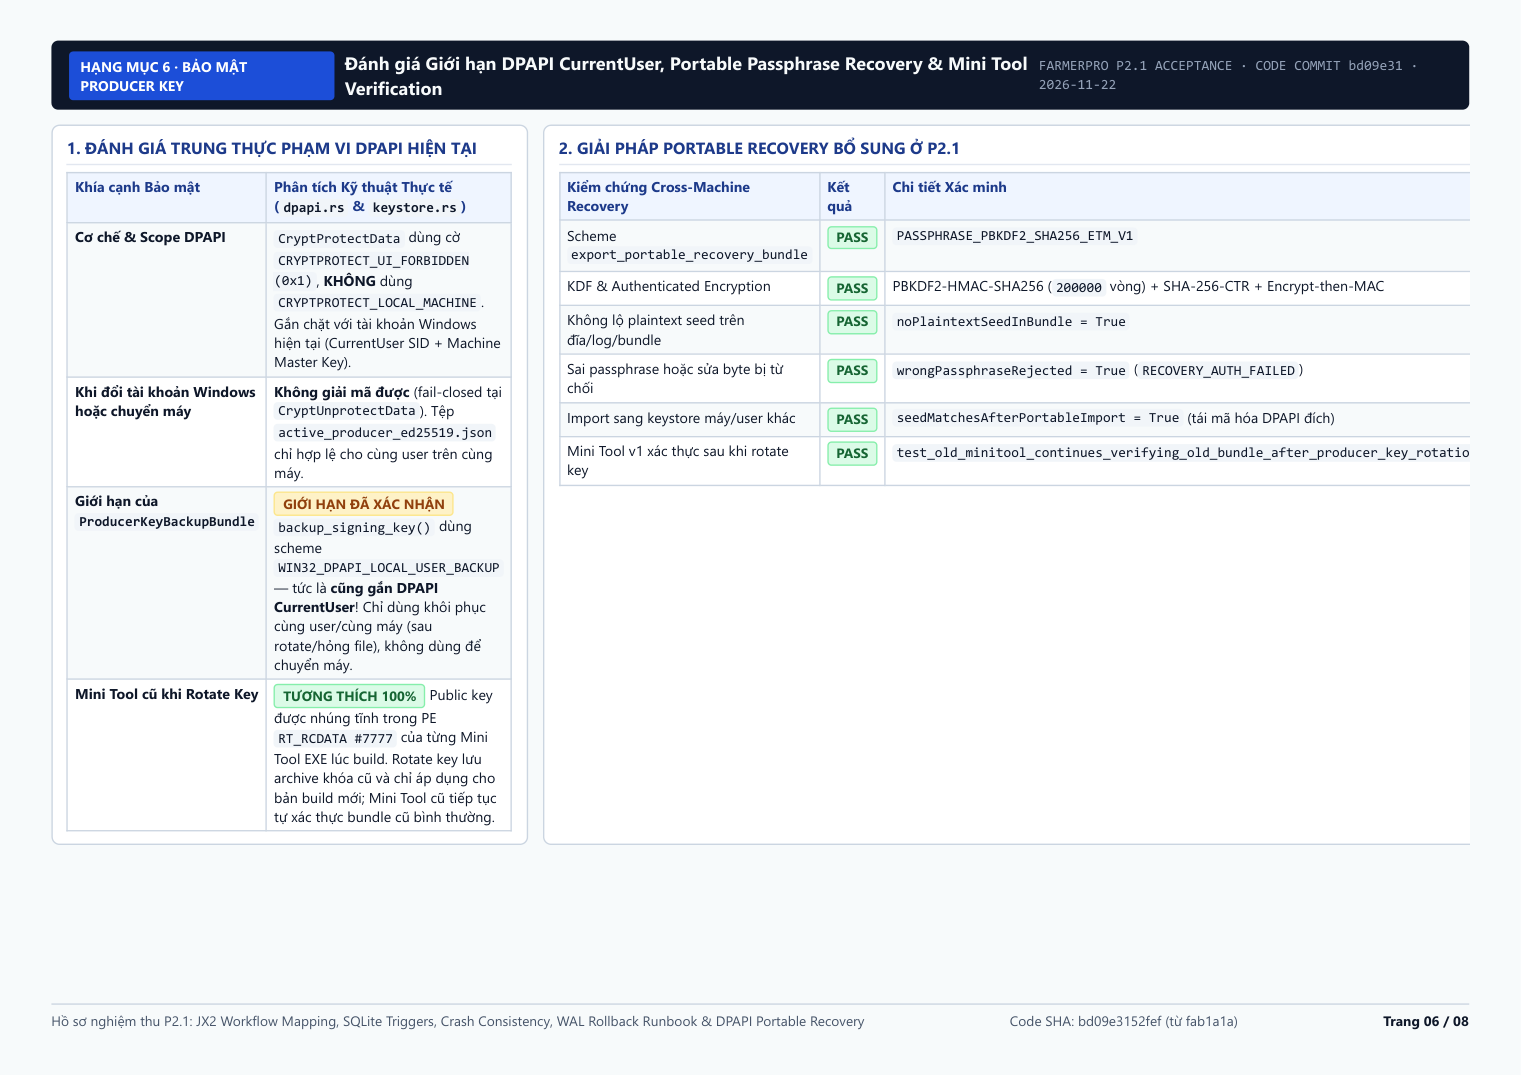 HẠNG MỤC 6 · BẢO MẬT
PRODUCER KEY
Đánh giá Giới hạn DPAPI CurrentUser, Portable Passphrase Recovery & Mini Tool
Verification
FARMERPRO P2.1 ACCEPTANCE · CODE COMMIT bd09e31 ·
2026-11-22
1. ĐÁNH GIÁ TRUNG THỰC PHẠM VI DPAPI HIỆN TẠI
Khía cạnh Bảo mật
Phân tích Kỹ thuật Thực tế
(dpapi.rs & keystore.rs)
Cơ chế & Scope DPAPI
CryptProtectData dùng cờ
CRYPTPROTECT_UI_FORBIDDEN
(0x1), KHÔNG dùng
CRYPTPROTECT_LOCAL_MACHINE.
Gắn chặt với tài khoản Windows
hiện tại (CurrentUser SID + Machine
Master Key).
Khi đổi tài khoản Windows
hoặc chuyển máy
Không giải mã được (fail-closed tại
CryptUnprotectData). Tệp
active_producer_ed25519.json
chỉ hợp lệ cho cùng user trên cùng
máy.
Giới hạn của
ProducerKeyBackupBundle
GIỚI HẠN ĐÃ XÁC NHẬN
backup_signing_key() dùng
scheme
WIN32_DPAPI_LOCAL_USER_BACKUP
— tức là cũng gắn DPAPI
CurrentUser! Chỉ dùng khôi phục
cùng user/cùng máy (sau
rotate/hỏng file), không dùng để
chuyển máy.
Mini Tool cũ khi Rotate Key
TƯƠNG THÍCH 100% Public key
được nhúng tĩnh trong PE
RT_RCDATA #7777 của từng Mini
Tool EXE lúc build. Rotate key lưu
archive khóa cũ và chỉ áp dụng cho
bản build mới; Mini Tool cũ tiếp tục
tự xác thực bundle cũ bình thường.
2. GIẢI PHÁP PORTABLE RECOVERY BỔ SUNG Ở P2.1
Kiểm chứng Cross-Machine
Recovery
Kết
quả
Chi tiết Xác minh
Scheme
export_portable_recovery_bundle
PASS
PASSPHRASE_PBKDF2_SHA256_ETM_V1
KDF & Authenticated Encryption
PASS
PBKDF2-HMAC-SHA256 (200000 vòng) + SHA-256-CTR + Encrypt-then-MAC
Không lộ plaintext seed trên
đĩa/log/bundle
PASS
noPlaintextSeedInBundle = True
Sai passphrase hoặc sửa byte bị từ
chối
PASS
wrongPassphraseRejected = True (RECOVERY_AUTH_FAILED)
Import sang keystore máy/user khác
PASS
seedMatchesAfterPortableImport = True (tái mã hóa DPAPI đích)
Mini Tool v1 xác thực sau khi rotate
key
PASS
test_old_minitool_continues_verifying_old_bundle_after_producer_key_rotatio
Hồ sơ nghiệm thu P2.1: JX2 Workflow Mapping, SQLite Triggers, Crash Consistency, WAL Rollback Runbook & DPAPI Portable Recovery
Code SHA: bd09e3152fef (từ fab1a1a)
Trang 06 / 08